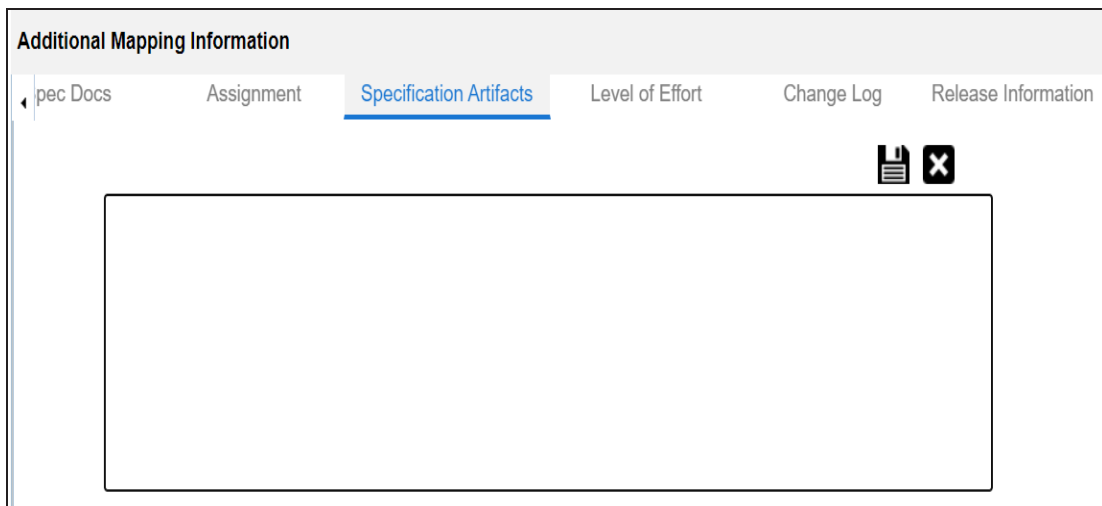 Additional Mapping Information
pec Docs Assignment Specification Artifacts Level of Effort Change Log Release Information